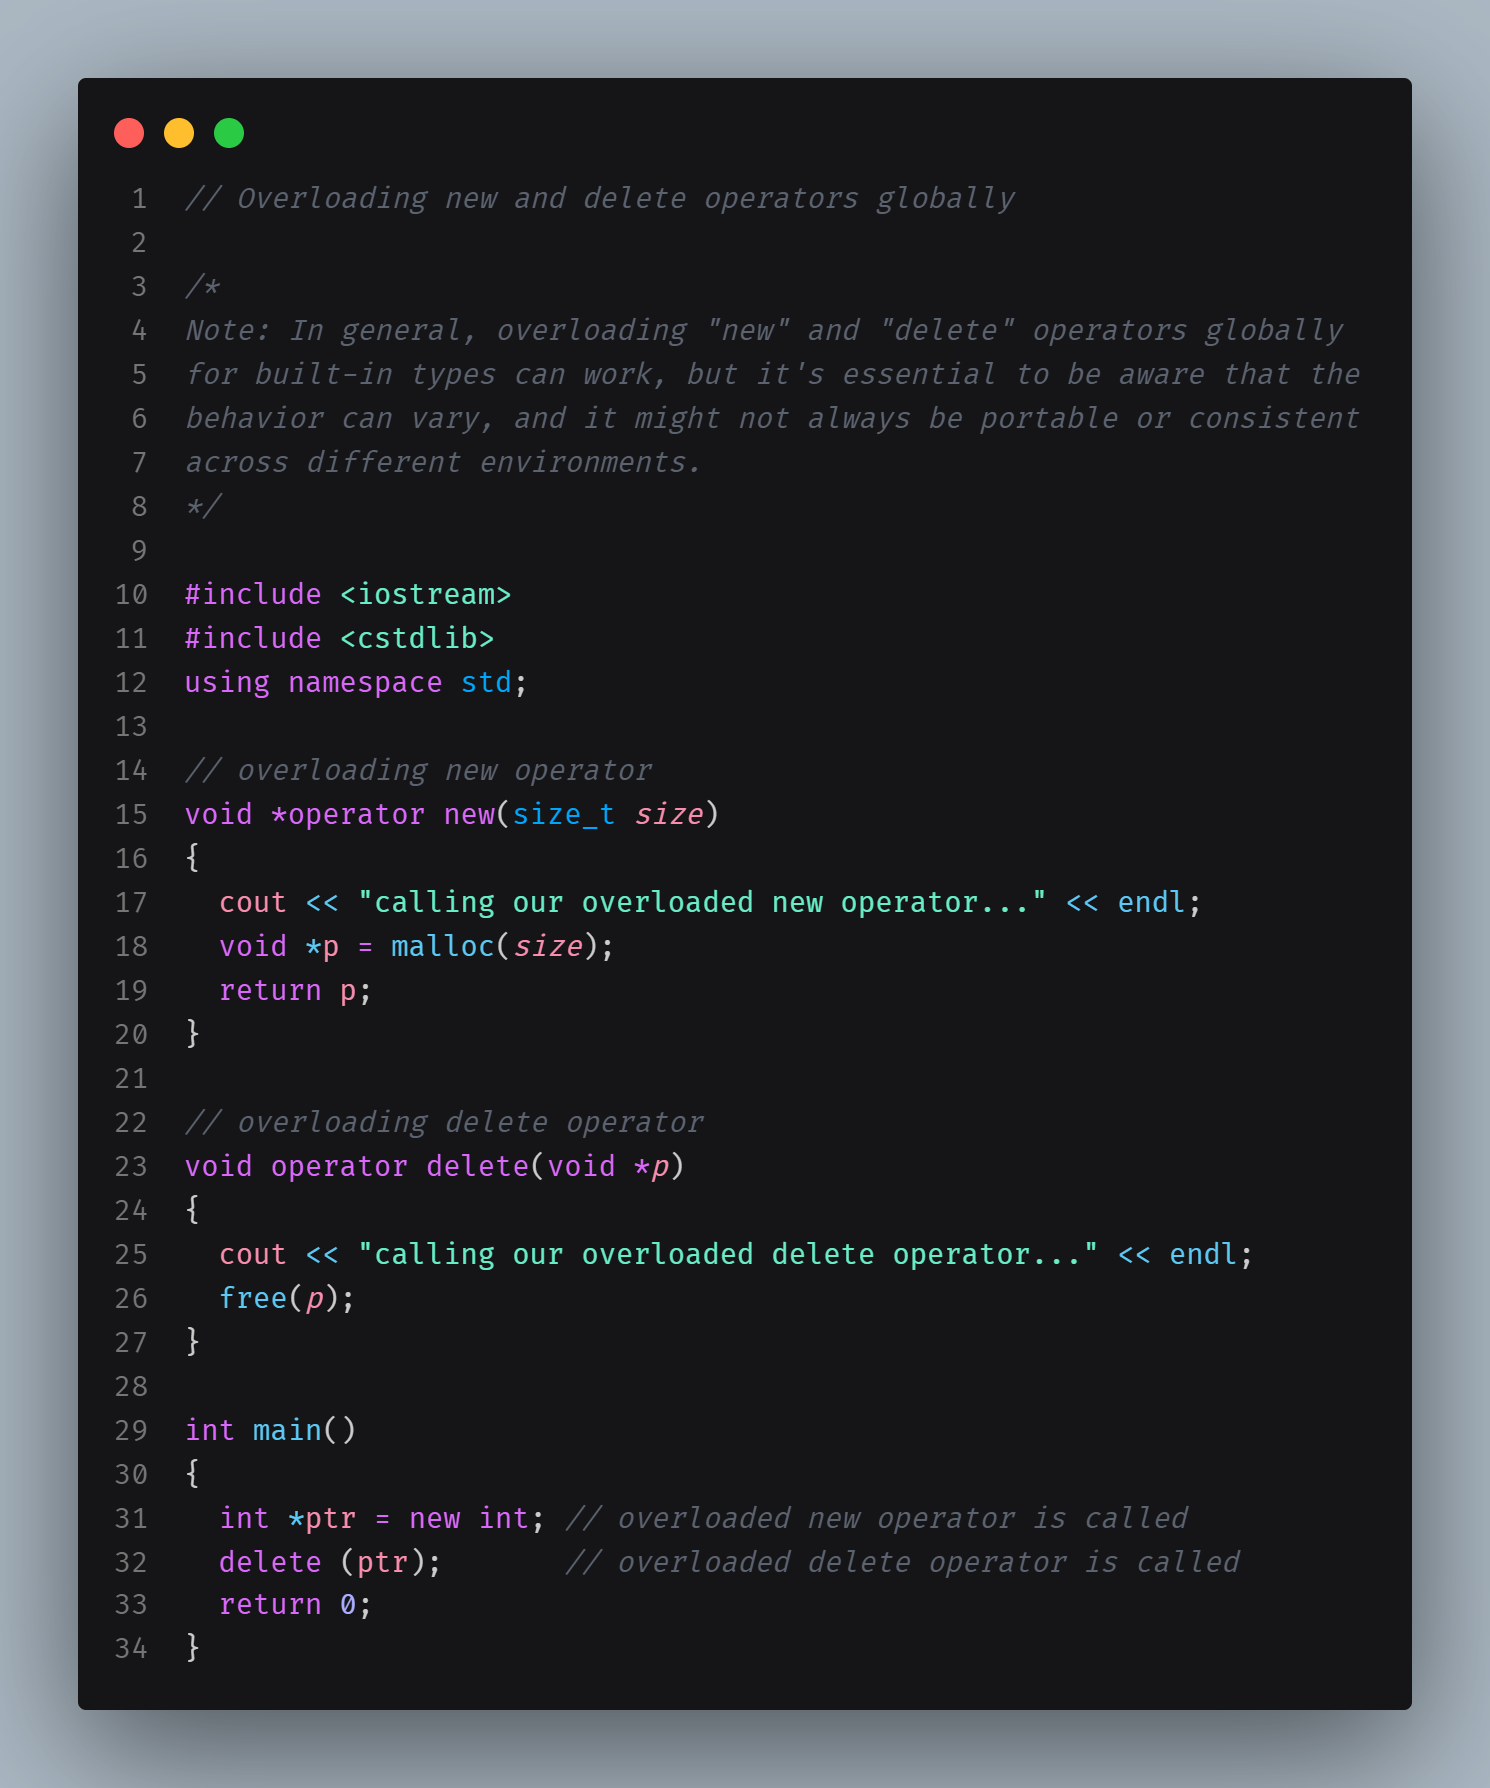 1 // Overloading new and delete operators globally
2
3 /*
4 Note: In general, overloading "new" and "delete" operators globally
5 for built-in types can work, but it's essential to be aware that the
6 behavior can vary, and it might not always be portable or consistent
7 across different environments.
8 */
9
10 #include <iostream>
11 #include <cstdlib>
12 using namespace std;
13
14 // overloading new operator
15 void *operator new(size_t size)
16 {
17   cout << "calling our overloaded new operator..." << endl;
18   void *p = malloc(size);
19   return p;
20 }
21
22 // overloading delete operator
23 void operator delete(void *p)
24 {
25   cout << "calling our overloaded delete operator..." << endl;
26   free(p);
27 }
28
29 int main()
30 {
31   int *ptr = new int; // overloaded new operator is called
32   delete (ptr);       // overloaded delete operator is called
33   return 0;
34 }